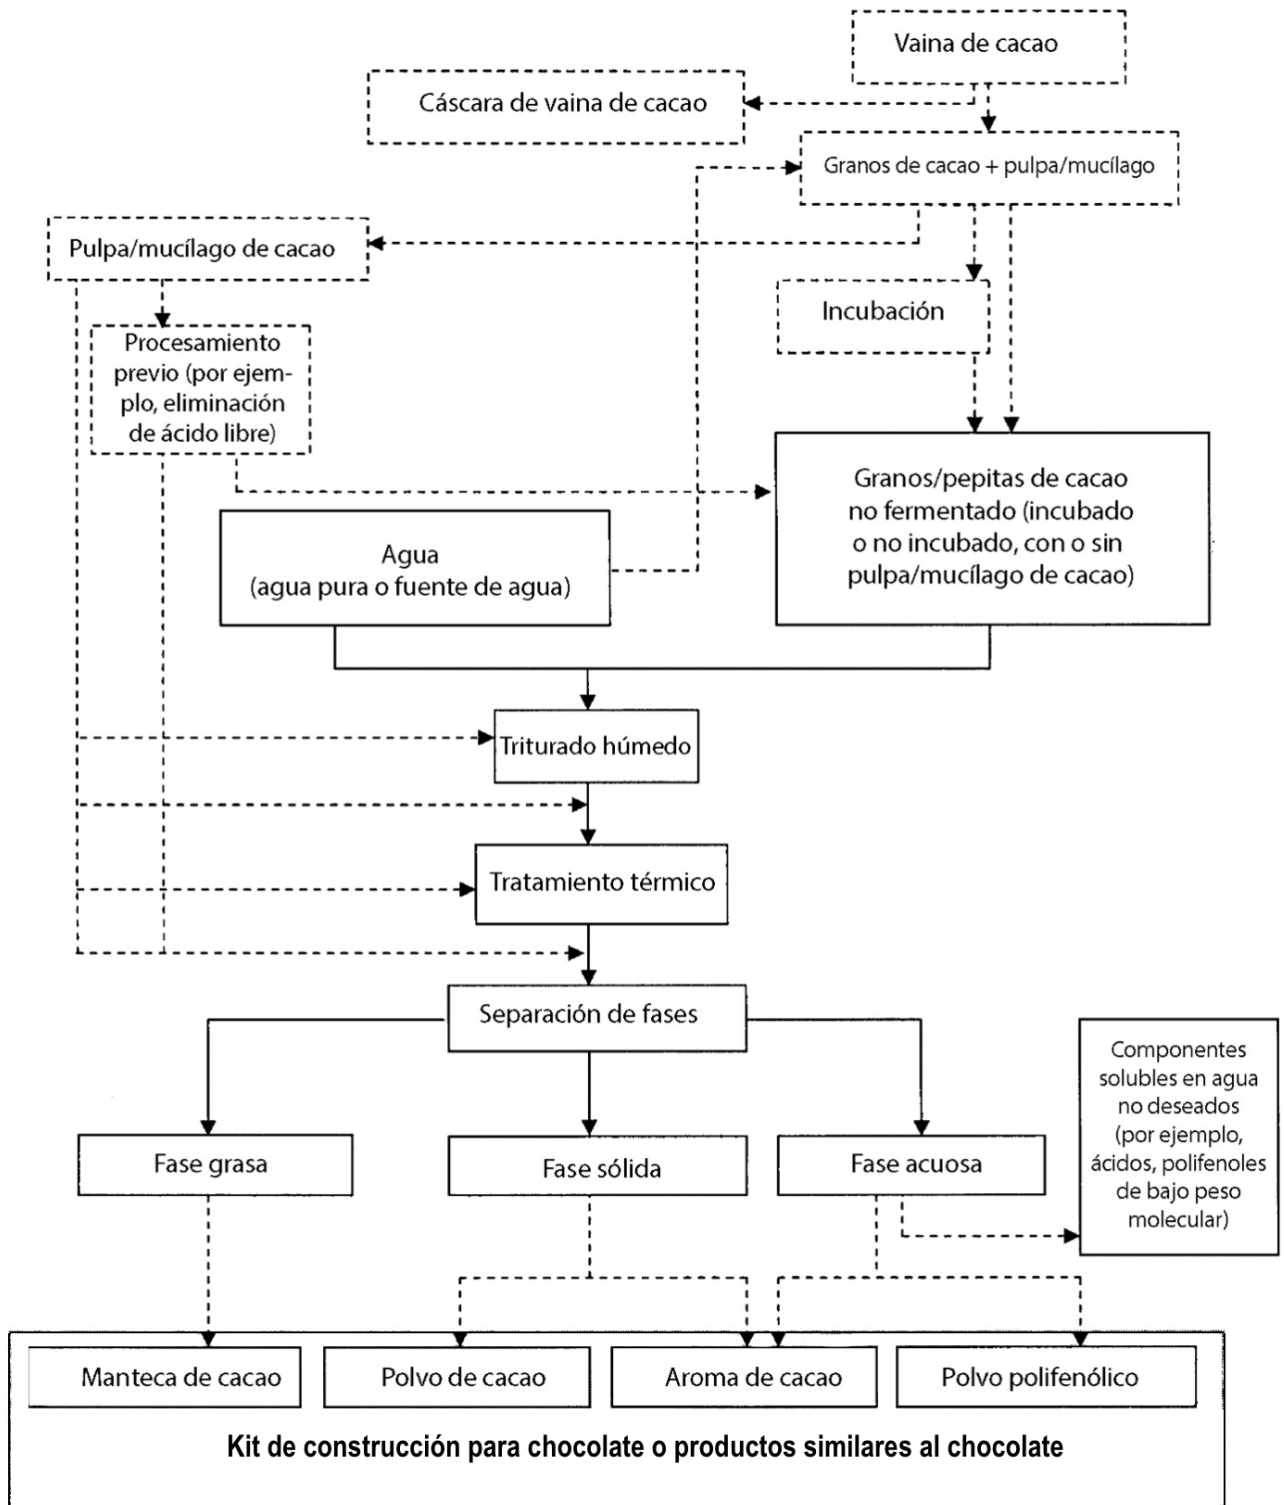 Vaina de cacao
Cáscara de vaina de cacao
Granos de cacao + pulpa/mucílago
Pulpa/mucílago de cacao
Incubación
Procesamiento
previo (por ejem-
plo, eliminación
de ácido libre)
Granos/pepitas de cacao
no fermentado (incubado
o no incubado, con o sin
pulpa/mucílago de cacao)
Agua
(agua pura o fuente de agua)
Triturado húmedo
Tratamiento térmico
Separación de fases
Componentes
solubles en agua
no deseados
(por ejemplo,
ácidos, polifenoles
de bajo peso
molecular)
Fase grasa
Fase sólida
Fase acuosa
Manteca de cacao
Polvo de cacao
Aroma de cacao
Polvo polifenólico
Kit de construcción para chocolate o productos similares al chocolate